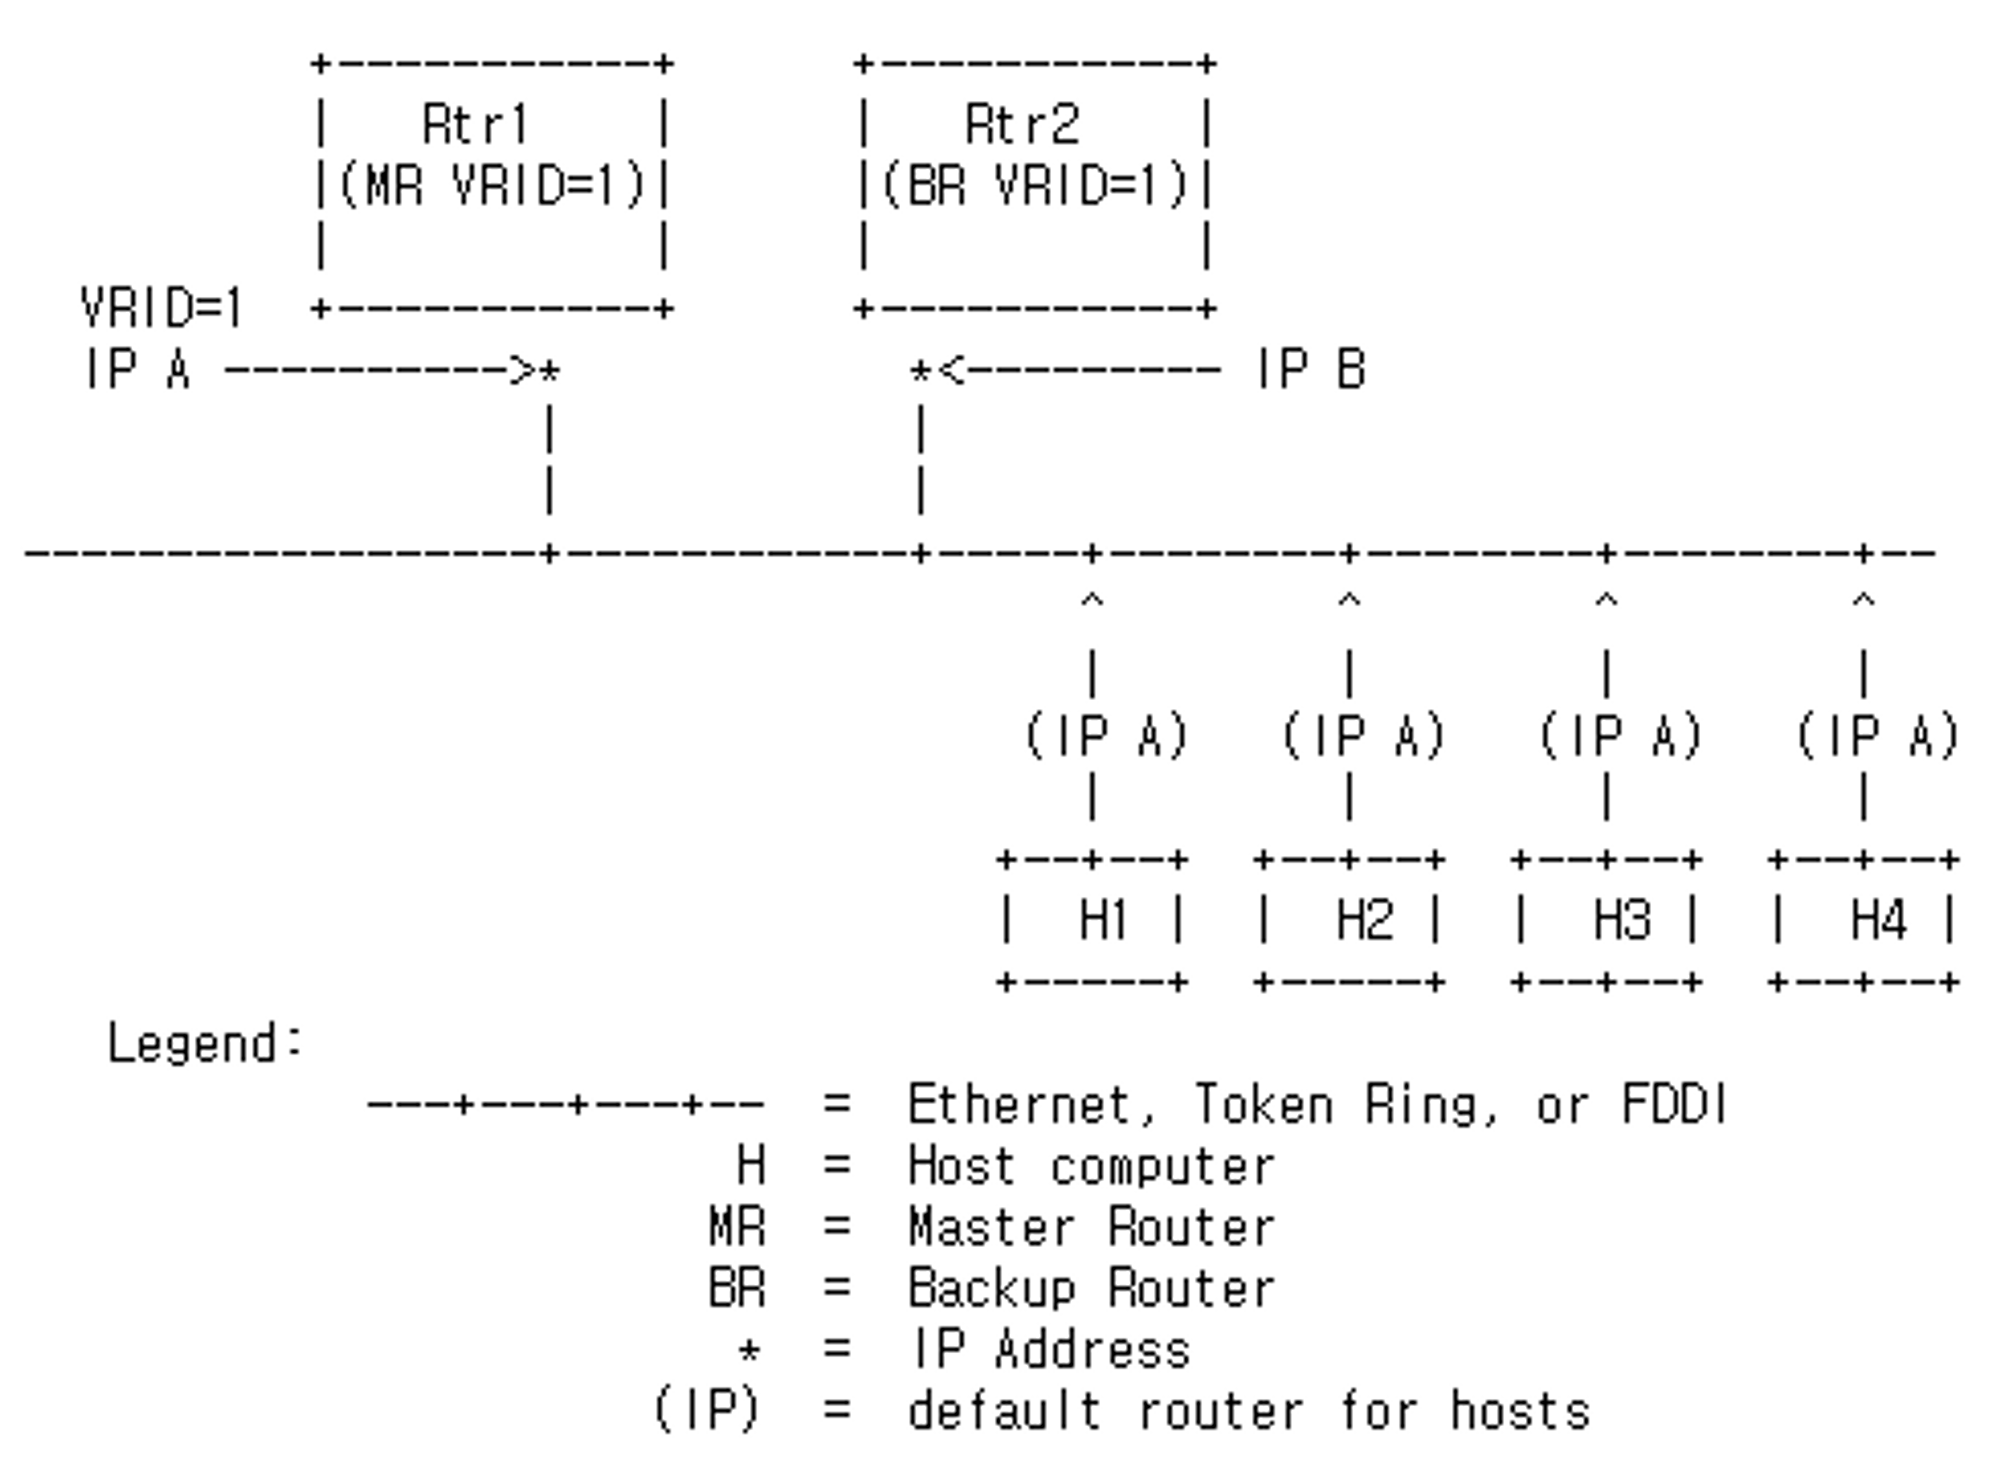 +-----------+      +-----------+
|   Rtr1    |      |   Rtr2    |
|(MR VRID=1)|      |(BR VRID=1)|
|           |      |           |
VRID=1  +-----------+      +-----------+
IP A ---------->*            *<--------- IP B
|            |
|            |
------------------+------------+-----+--------+--------+--------+--
^        ^        ^        ^
|        |        |        |
(IP A)   (IP A)   (IP A)   (IP A)
|        |        |        |
+--+--+  +--+--+  +--+--+  +--+--+
|  H1 |  |  H2 |  |  H3 |  |  H4 |
+-----+  +-----+  +--+--+  +--+--+
Legend:
---+---+---+--  =  Ethernet, Token Ring, or FDDI
H  =  Host computer
MR  =  Master Router
BR  =  Backup Router
*  =  IP Address
(IP)  =  default router for hosts